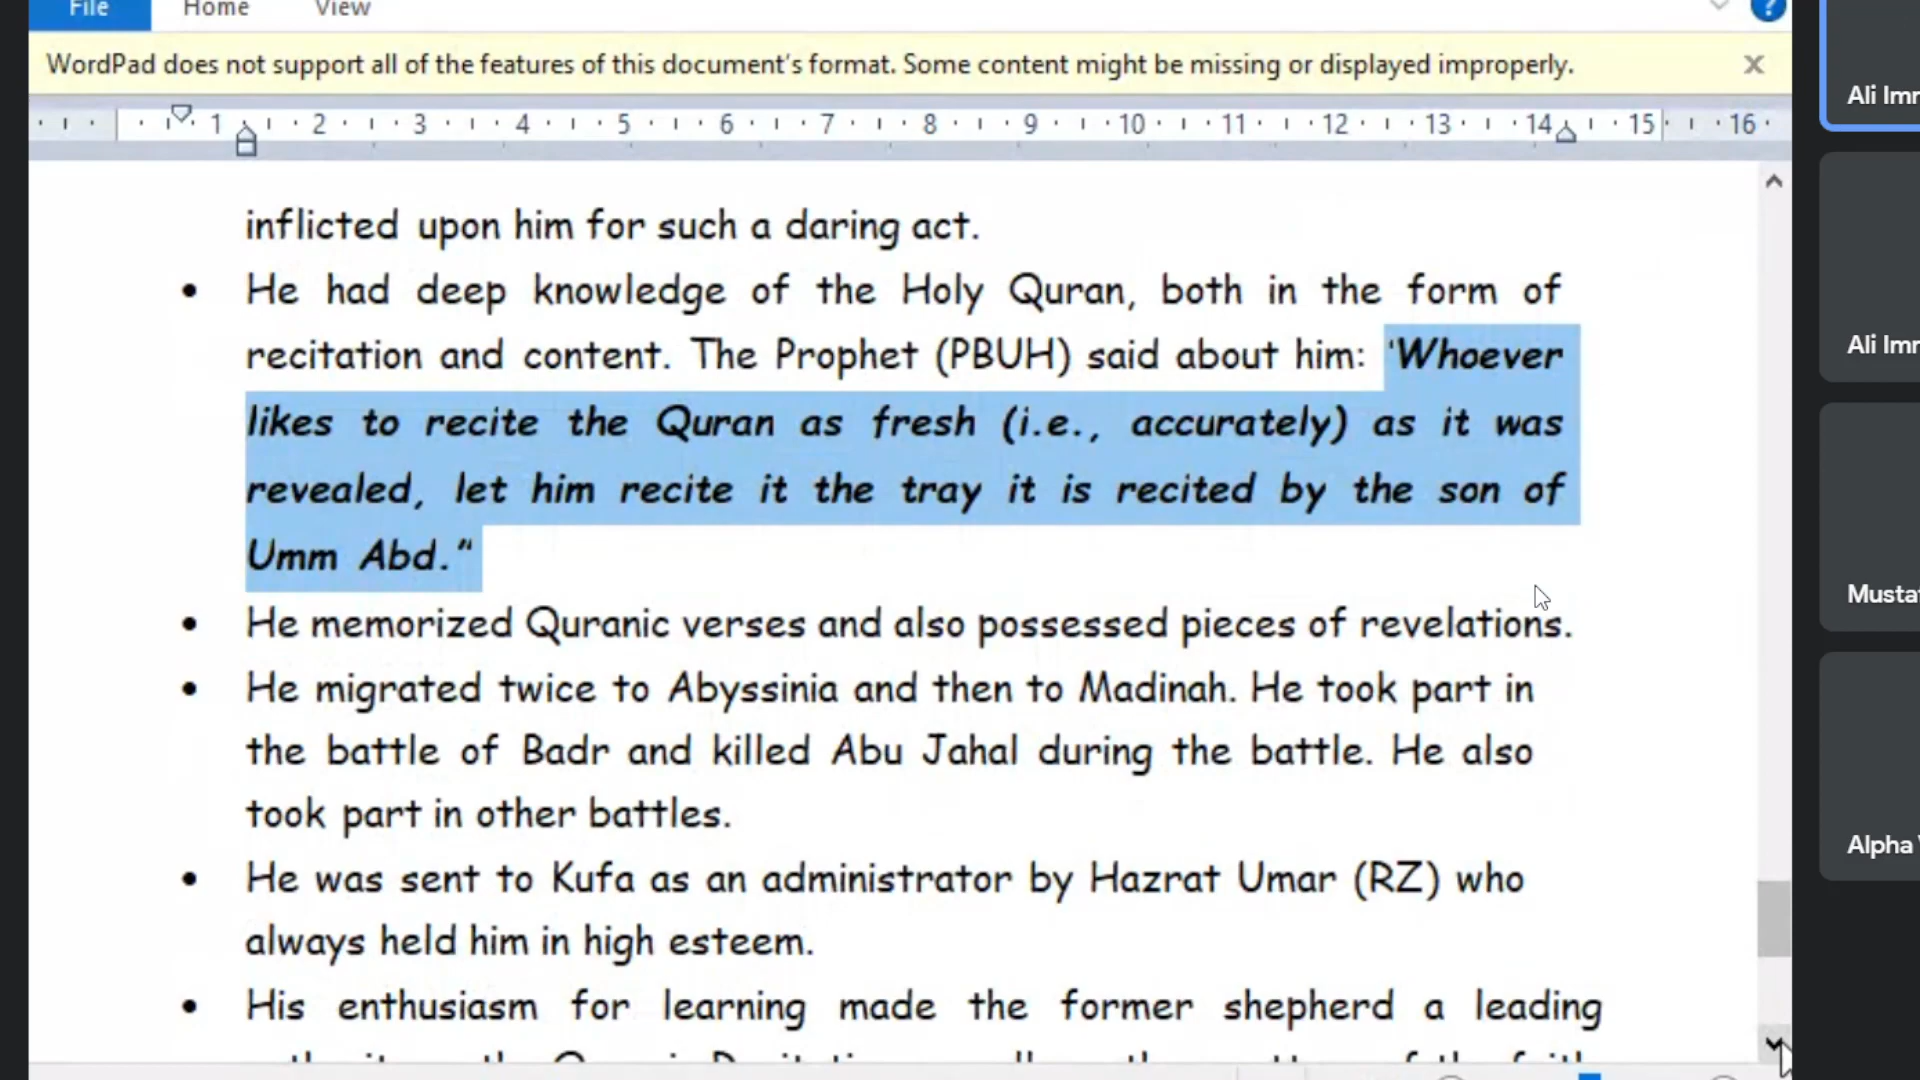 File Home View
WordPad does not support all of the features of this document's format. Some content might be missing or displayed improperly.
1 2 3 4 5 6 7 8 9 10 11 12 13 14 15 16
inflicted upon him for such a daring act.
• He had deep knowledge of the Holy Quran, both in the form of
recitation and content. The Prophet (PBUH) said about him: 'Whoever
likes to recite the Quran as fresh (i.e., accurately) as it was
revealed, let him recite it the tray it is recited by the son of
Umm Abd."
• He memorized Quranic verses and also possessed pieces of revelations.
• He migrated twice to Abyssinia and then to Madinah. He took part in
the battle of Badr and killed Abu Jahal during the battle. He also
took part in other battles.
• He was sent to Kufa as an administrator by Hazrat Umar (RZ) who
always held him in high esteem.
• His enthusiasm for learning made the former shepherd a leading
Ali
Ali
Alpha